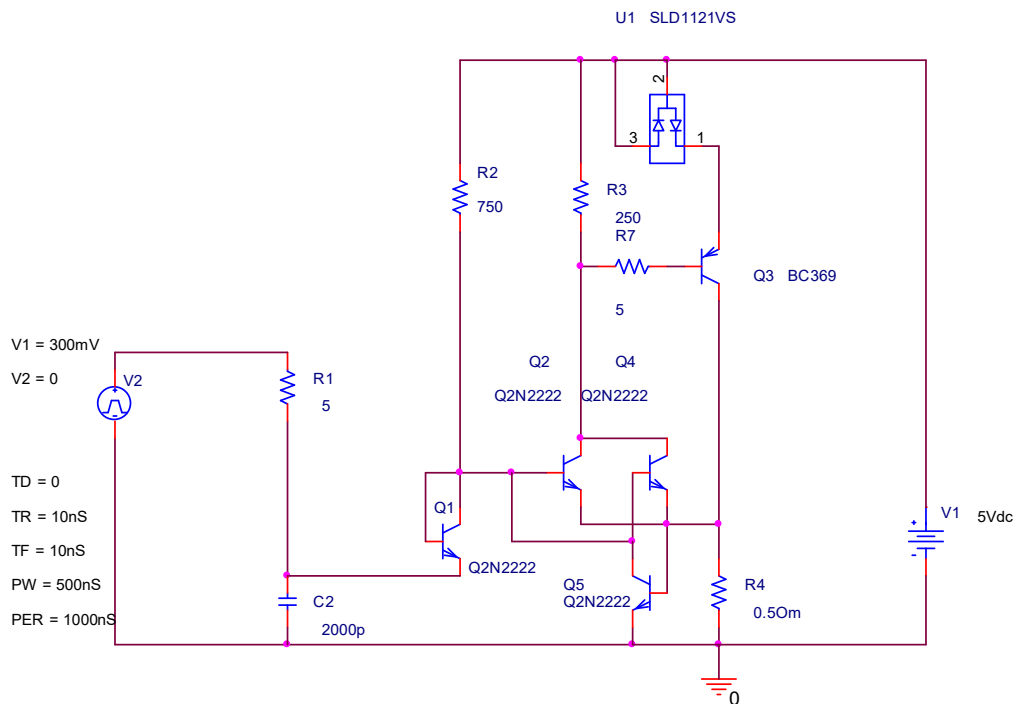 U1 SLD1121VS
2
3
1
R2
750
R3
250
R7
5
Q3 BC369
V1 = 300mV
V2 = 0
V2
R1
5
Q2
Q4
Q2N2222
Q2N2222
TD = 0
TR = 10nS
TF = 10nS
PW = 500nS
PER = 1000nS
Q1
Q2N2222
C2
2000p
Q5
Q2N2222
R4
0.5Om
V1
5Vdc
0